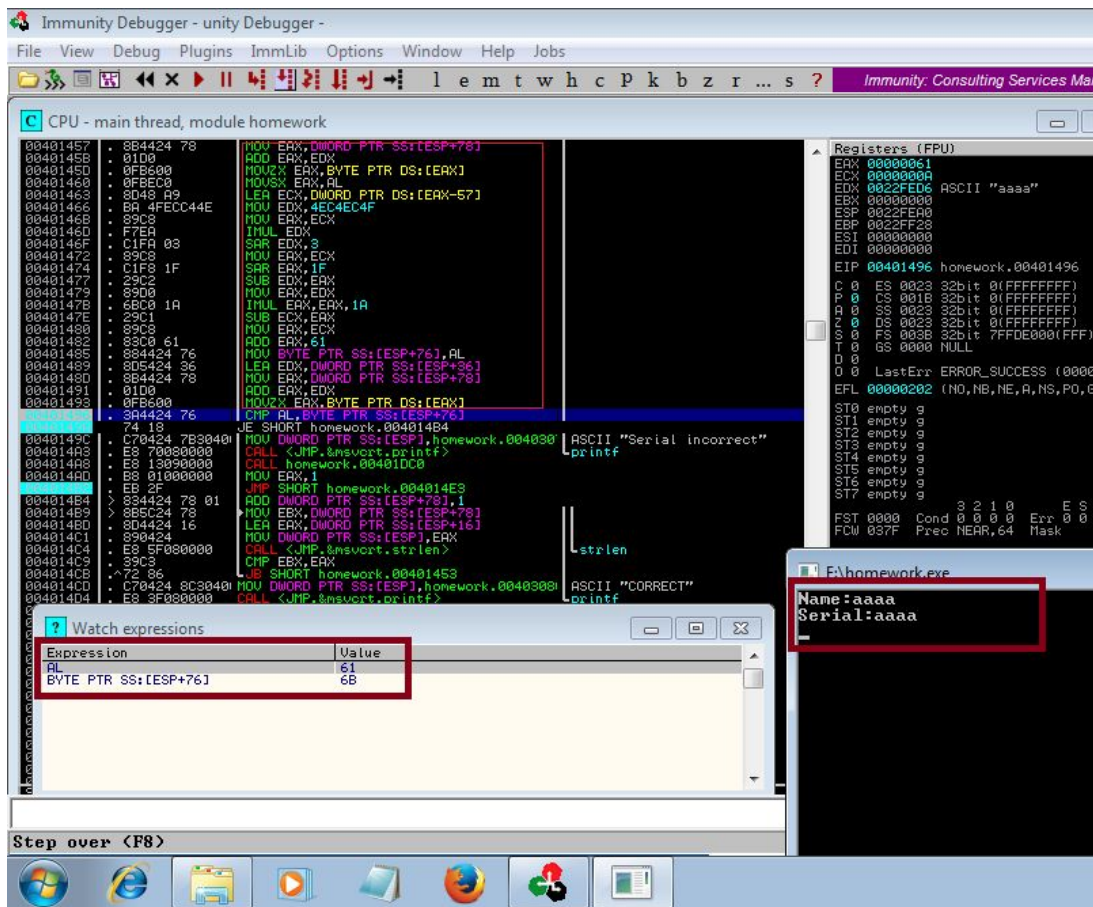 Immunity Debugger - unity Debugger -
File View Debug Plugins ImmLib Options Window Help Jobs
l e m t w h c P k b z r ... s ? Immunity: Consulting Services Ma
C CPU - main thread, module homework
00401457 . 8B4424 78 MOV EAX,DWORD PTR SS:[ESP+78]
0040145B . 01D0 ADD EAX,EDX
0040145D . 0FB600 MOVZX EAX,BYTE PTR DS:[EAX]
00401460 . 0FBEC0 MOVSX EAX,AL
00401463 . 8D48 A9 LEA ECX,DWORD PTR DS:[EAX-57]
00401466 . BA 4FECC44E MOV EDX,4EC4EC4F
0040146B . 89C8 MOV EAX,ECX
0040146D . F7EA IMUL EDX
0040146F . C1FA 03 SAR EDX,3
00401472 . 89C8 MOV EAX,ECX
00401474 . C1F8 1F SAR EAX,1F
00401477 . 29C2 SUB EDX,EAX
00401479 . 89D0 MOV EAX,EDX
0040147B . 6BC0 1A IMUL EAX,EAX,1A
0040147E . 29C1 SUB ECX,EAX
00401480 . 89C8 MOV EAX,ECX
00401482 . 83C0 61 ADD EAX,61
00401485 . 884424 76 MOV BYTE PTR SS:[ESP+76],AL
00401489 . 8D5424 36 LEA EDX,DWORD PTR SS:[ESP+36]
0040148D . 8B4424 78 MOV EAX,DWORD PTR SS:[ESP+78]
00401491 . 01D0 ADD EAX,EDX
00401493 . 0FB600 MOVZX EAX,BYTE PTR DS:[EAX]
. 3A4424 76 CMP AL,BYTE PTR SS:[ESP+76]
74 18 JE SHORT homework.004014B4
0040149C . C70424 7B3040 MOV DWORD PTR SS:[ESP],homework.0040307 ASCII "Serial incorrect"
004014A3 . E8 70080000 CALL <JMP.&msvcrt.printf> printf
004014A8 . E8 13090000 CALL homework.00401DC0
004014AD . B8 01000000 MOV EAX,1
. EB 2F JMP SHORT homework.004014E3
004014B4 > 834424 78 01 ADD DWORD PTR SS:[ESP+78],1
004014B9 > 8B5C24 78 MOV EBX,DWORD PTR SS:[ESP+78]
004014BD . 8D4424 16 LEA EAX,DWORD PTR SS:[ESP+16]
004014C1 . 890424 MOV DWORD PTR SS:[ESP],EAX
004014C4 . E8 5F080000 CALL <JMP.&msvcrt.strlen> strlen
004014C9 . 39C3 CMP EBX,EAX
004014CB .^72 86 JB SHORT homework.00401453
004014CD . C70424 8C3040 MOV DWORD PTR SS:[ESP],homework.0040308 ASCII "CORRECT"
004014D4 . E8 3F080000 CALL <JMP.&msvcrt.printf> printf
Registers (FPU)
EAX 00000061
ECX 0000000A
EDX 0022FED6 ASCII "aaaa"
EBX 00000000
ESP 0022FEA0
EBP 0022FF28
ESI 00000000
EDI 00000000
EIP 00401496 homework.00401496
C 0 ES 0023 32bit 0(FFFFFFFF)
P 0 CS 001B 32bit 0(FFFFFFFF)
A 0 SS 0023 32bit 0(FFFFFFFF)
Z 0 DS 0023 32bit 0(FFFFFFFF)
S 0 FS 003B 32bit 7FFDE000(FFF)
T 0 GS 0000 NULL
D 0
O 0 LastErr ERROR_SUCCESS (0000
EFL 00000202 (NO,NB,NE,A,NS,PO,G
ST0 empty g
ST1 empty g
ST2 empty g
ST3 empty g
ST4 empty g
ST5 empty g
ST6 empty g
ST7 empty g
3 2 1 0 E S
FST 0000 Cond 0 0 0 0 Err 0 0
FCW 037F Prec NEAR,64 Mask
F:\homework.exe
Name:aaaa
Serial:aaaa
? Watch expressions
Expression Value
AL 61
BYTE PTR SS:[ESP+76] 6B
Step over (F8)